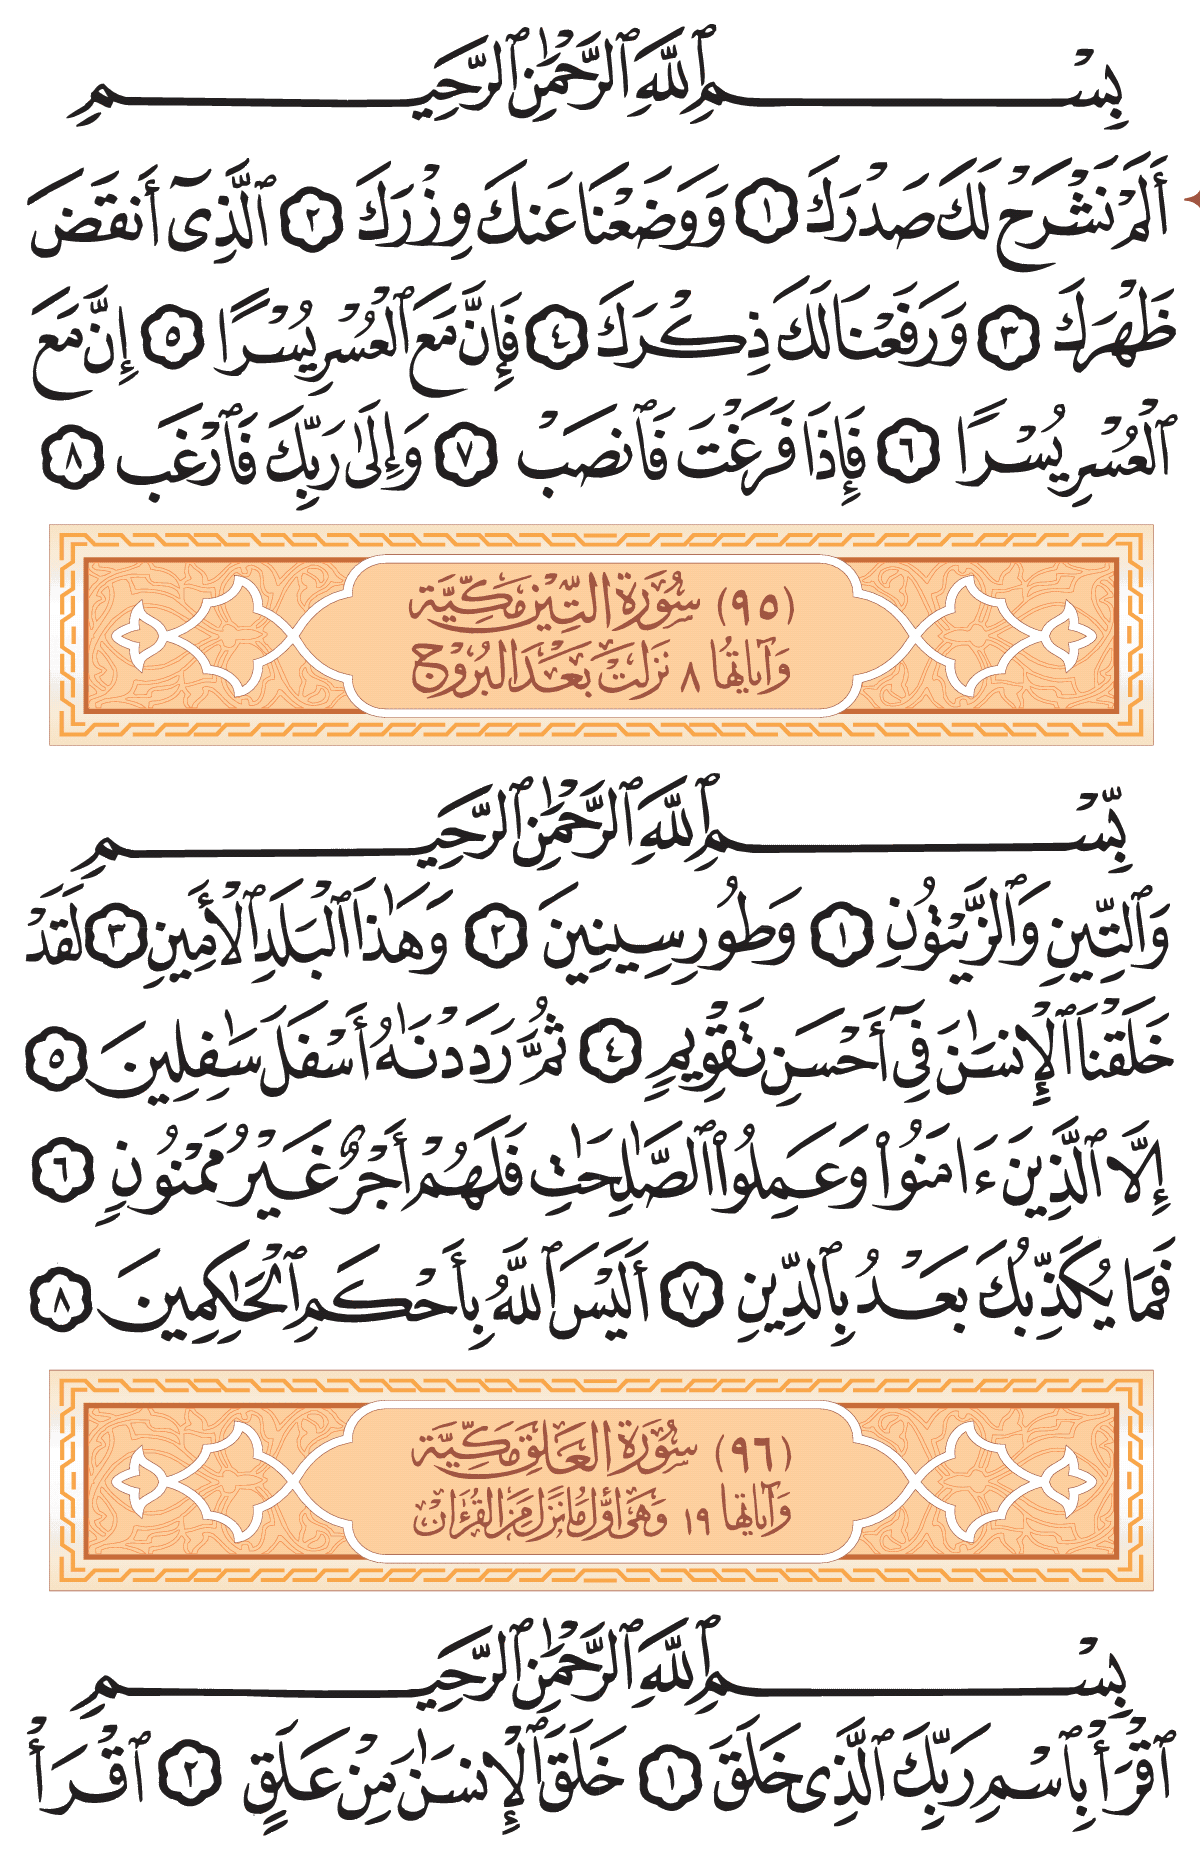 بِسْمِ ٱللَّهِ ٱلرَّحْمَٰنِ ٱلرَّحِيمِ
أَلَمْ نَشْرَحْ لَكَ صَدْرَكَ ١ وَوَضَعْنَا عَنكَ وِزْرَكَ ٢ ٱلَّذِىٓ أَنقَضَ
ظَهْرَكَ ٣ وَرَفَعْنَا لَكَ ذِكْرَكَ ٤ فَإِنَّ مَعَ ٱلْعُسْرِ يُسْرًا ٥ إِنَّ مَعَ
ٱلْعُسْرِ يُسْرًا ٦ فَإِذَا فَرَغْتَ فَٱنصَبْ ٧ وَإِلَىٰ رَبِّكَ فَٱرْغَب ٨
(٩٥) سُورَةُ التِّينِ مَكِّيَّة
وَآيَاتُهَا ٨ نَزَلَتْ بَعْدَ البُرُوجِ
بِّسْمِ ٱللَّهِ ٱلرَّحْمَٰنِ ٱلرَّحِيمِ
وَٱلتِّينِ وَٱلزَّيْتُونِ ١ وَطُورِ سِينِينَ ٢ وَهَٰذَا ٱلْبَلَدِ ٱلْأَمِينِ ٣ لَقَدْ
خَلَقْنَا ٱلْإِنسَٰنَ فِىٓ أَحْسَنِ تَقْوِيمٍ ٤ ثُمَّ رَدَدْنَٰهُ أَسْفَلَ سَٰفِلِينَ ٥
إِلَّا ٱلَّذِينَ ءَامَنُوا۟ وَعَمِلُوا۟ ٱلصَّٰلِحَٰتِ فَلَهُمْ أَجْرٌ غَيْرُ مَمْنُونٍ ٦
فَمَا يُكَذِّبُكَ بَعْدُ بِٱلدِّينِ ٧ أَلَيْسَ ٱللَّهُ بِأَحْكَمِ ٱلْحَٰكِمِينَ ٨
(٩٦) سُورَةُ العَلَقِ مَكِّيَّة
وَآيَاتُهَا ١٩ وَهِيَ أَوَّلُ مَا نَزَلَ مِنَ القُرْءَانْ
بِسْمِ ٱللَّهِ ٱلرَّحْمَٰنِ ٱلرَّحِيمِ
ٱقْرَأْ بِٱسْمِ رَبِّكَ ٱلَّذِى خَلَقَ ١ خَلَقَ ٱلْإِنسَٰنَ مِنْ عَلَقٍ ٢ ٱقْرَأْ